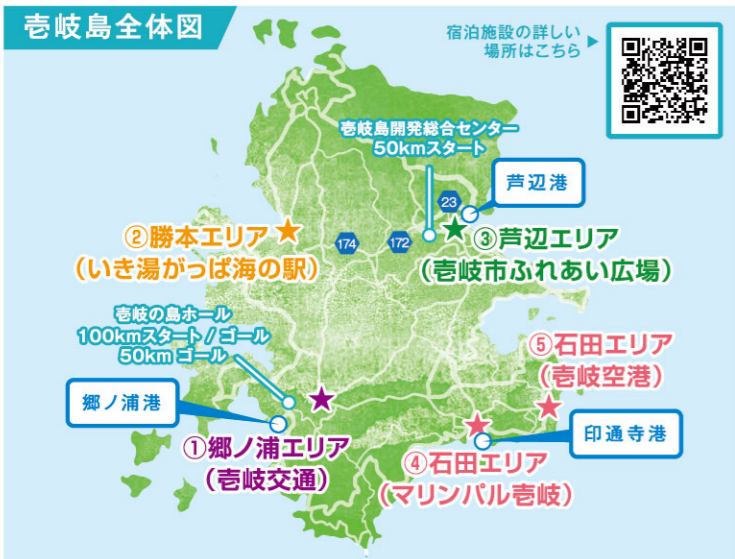 壱岐島全体図
宿泊施設の詳しい
場所はこちら ▶
壱岐島開発総合センター
50kmスタート
芦辺港
23
②勝本エリア
(いき湯がっぱ海の駅)
174
172
③芦辺エリア
(壱岐市ふれあい広場)
壱岐の島ホール
100kmスタート / ゴール
50km ゴール
⑤石田エリア
(壱岐空港)
郷ノ浦港
印通寺港
①郷ノ浦エリア
(壱岐交通)
④石田エリア
(マリンパル壱岐)